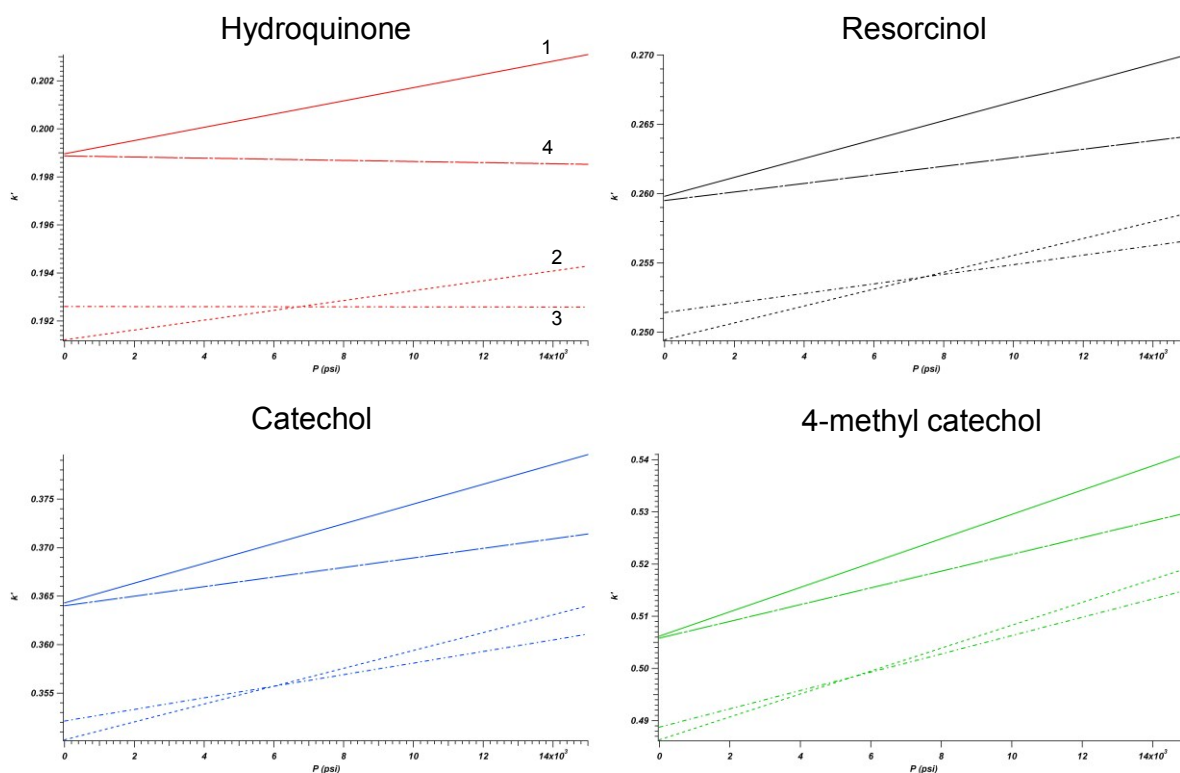 Hydroquinone
0.202
0.200
0.198
0.196
0.194
0.192
k'
1
4
2
3
0 2 4 6 8 10 12 14x10³
P (psi)
Resorcinol
0.270
0.265
0.260
0.255
0.250
k'
0 2 4 6 8 10 12 14x10³
P (psi)
Catechol
0.375
0.370
0.365
0.360
0.355
k'
0 2 4 6 8 10 12 14x10³
P (psi)
4-methyl catechol
0.54
0.53
0.52
0.51
0.50
0.49
k'
0 2 4 6 8 10 12 14x10³
P (psi)